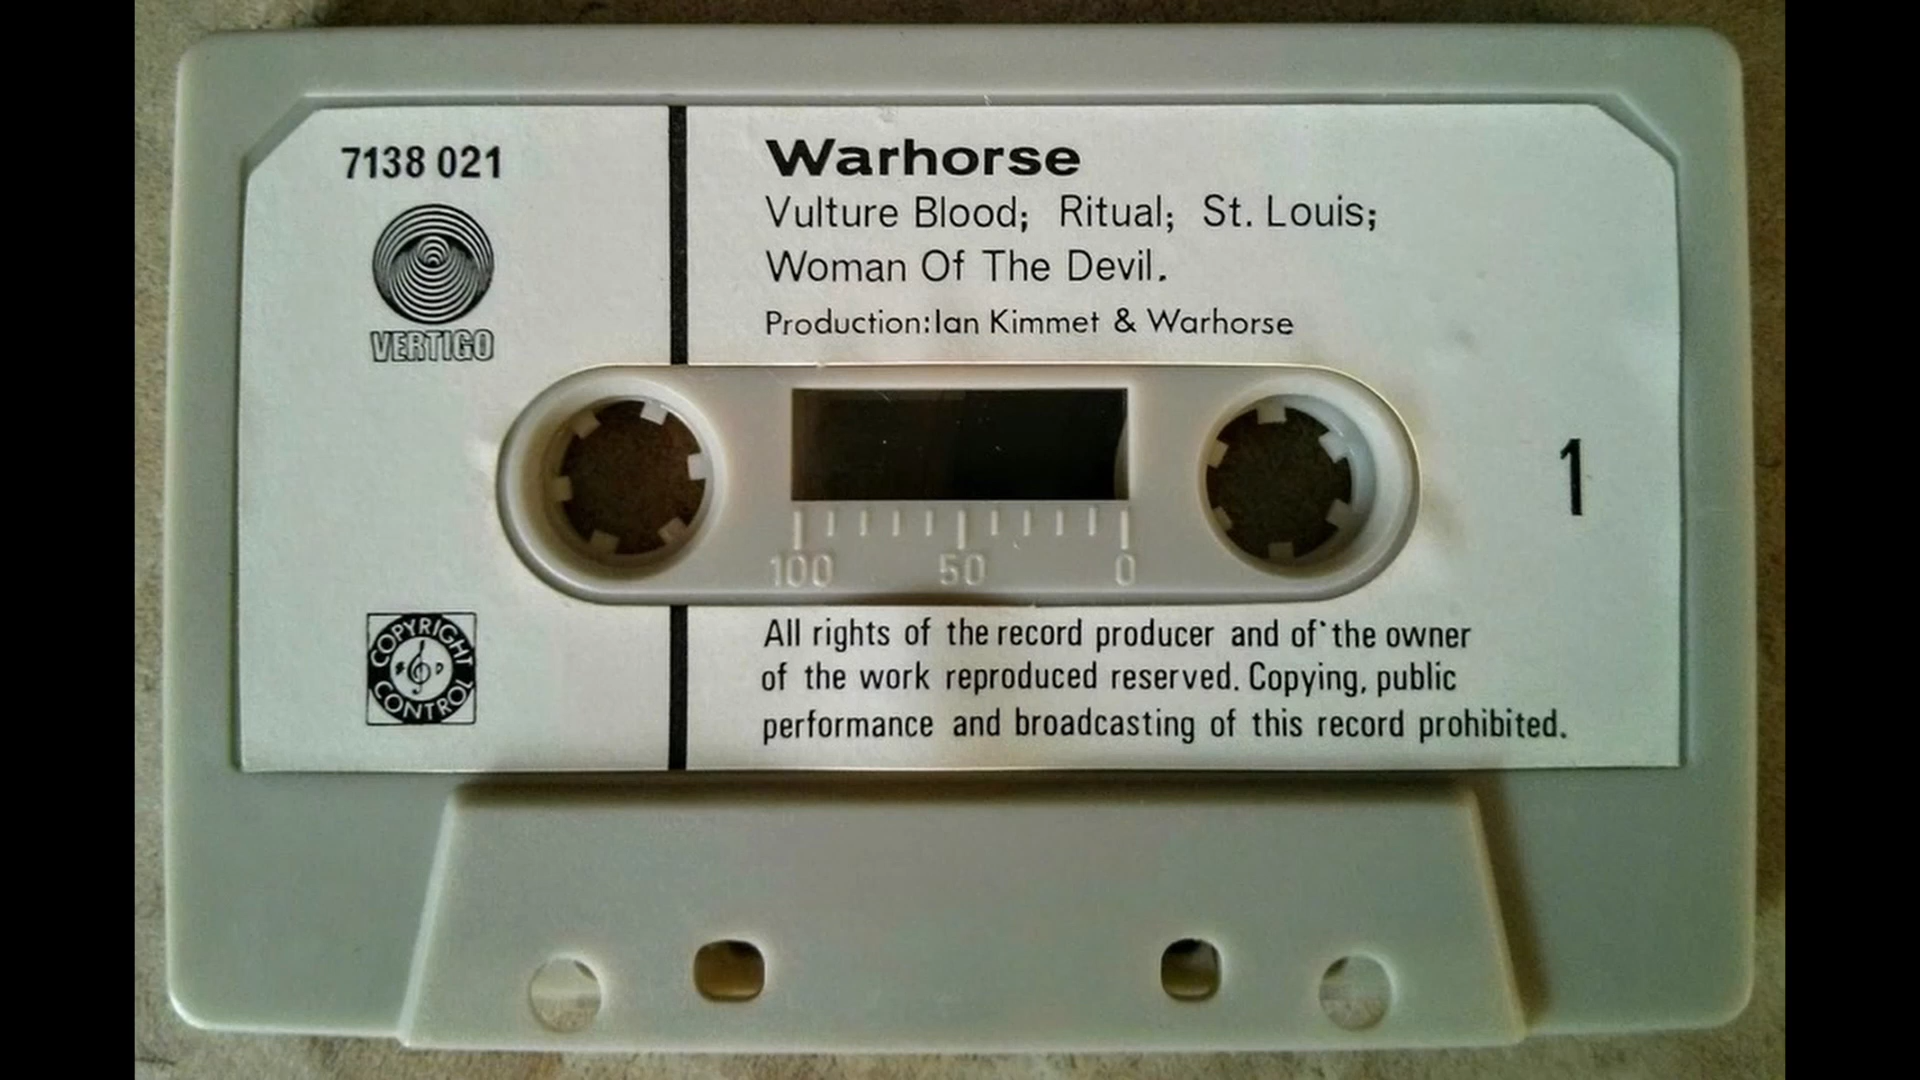 7138 021
VERTIGO
Warhorse
Vulture Blood; Ritual; St. Louis;
Woman Of The Devil.
Production:Ian Kimmet & Warhorse
1
100 50 0
COPYRIGHT
CONTROL
All rights of the record producer and of the owner
of the work reproduced reserved. Copying, public
performance and broadcasting of this record prohibited.